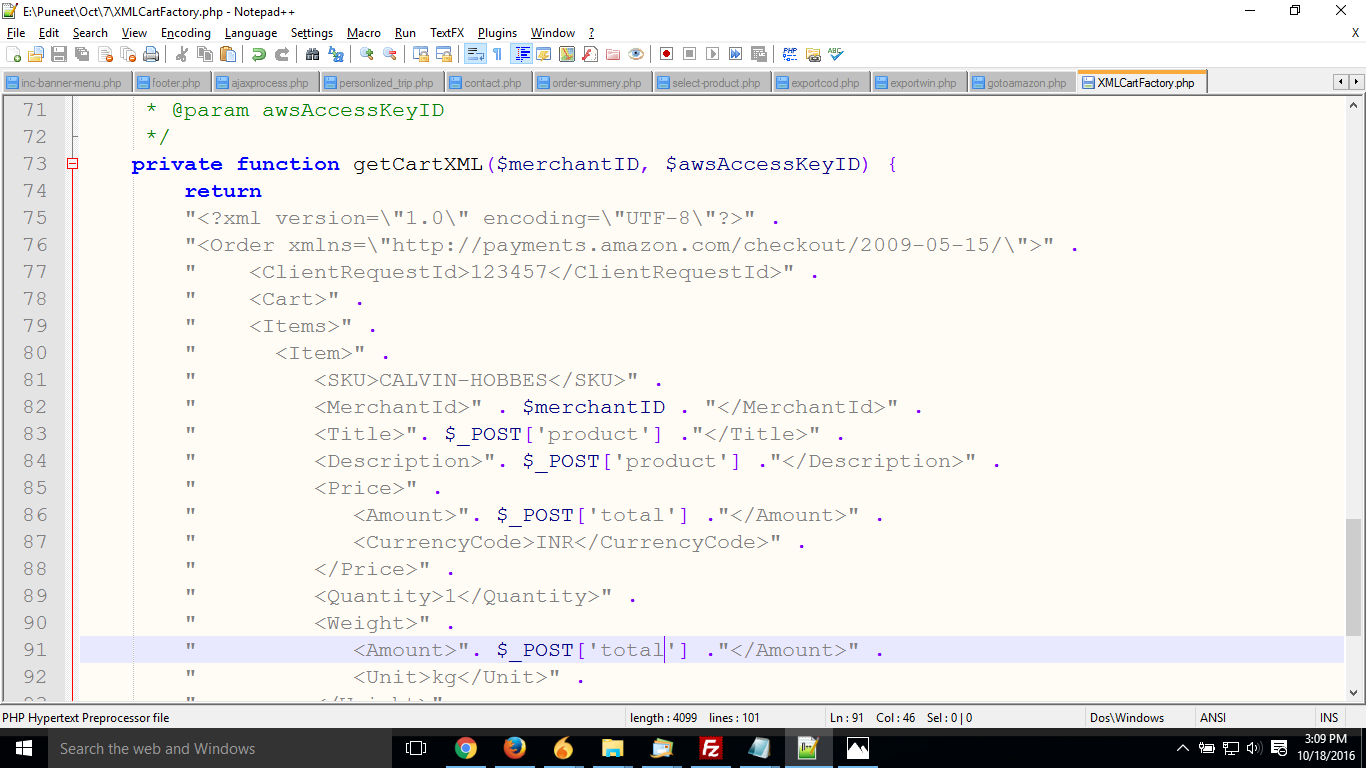 E:\Puneet\Oct\7\XMLCartFactory.php - Notepad++
File Edit Search View Encoding Language Settings Macro Run TextFX Plugins Window ? X
inc-banner-menu.php footer.php ajaxprocess.php personlized_trip.php contact.php order-summery.php select-product.php exportcod.php exportwin.php gotoamazon.php XMLCartFactory.php
71 * @param awsAccessKeyID
72 */
73 private function getCartXML($merchantID, $awsAccessKeyID) {
74 return
75 "<?xml version=\"1.0\" encoding=\"UTF-8\"?>" .
76 "<Order xmlns=\"http://payments.amazon.com/checkout/2009-05-15/\">" .
77 "    <ClientRequestId>123457</ClientRequestId>" .
78 "    <Cart>" .
79 "    <Items>" .
80 "      <Item>" .
81 "         <SKU>CALVIN-HOBBES</SKU>" .
82 "         <MerchantId>" . $merchantID . "</MerchantId>" .
83 "         <Title>". $_POST['product'] ."</Title>" .
84 "         <Description>". $_POST['product'] ."</Description>" .
85 "         <Price>" .
86 "            <Amount>". $_POST['total'] ."</Amount>" .
87 "            <CurrencyCode>INR</CurrencyCode>" .
88 "         </Price>" .
89 "         <Quantity>1</Quantity>" .
90 "         <Weight>" .
91 "            <Amount>". $_POST['total'] ."</Amount>" .
92 "            <Unit>kg</Unit>" .
PHP Hypertext Preprocessor file length : 4099 lines : 101 Ln : 91 Col : 46 Sel : 0 | 0 Dos\Windows ANSI INS
Search the web and Windows
3:09 PM
10/18/2016